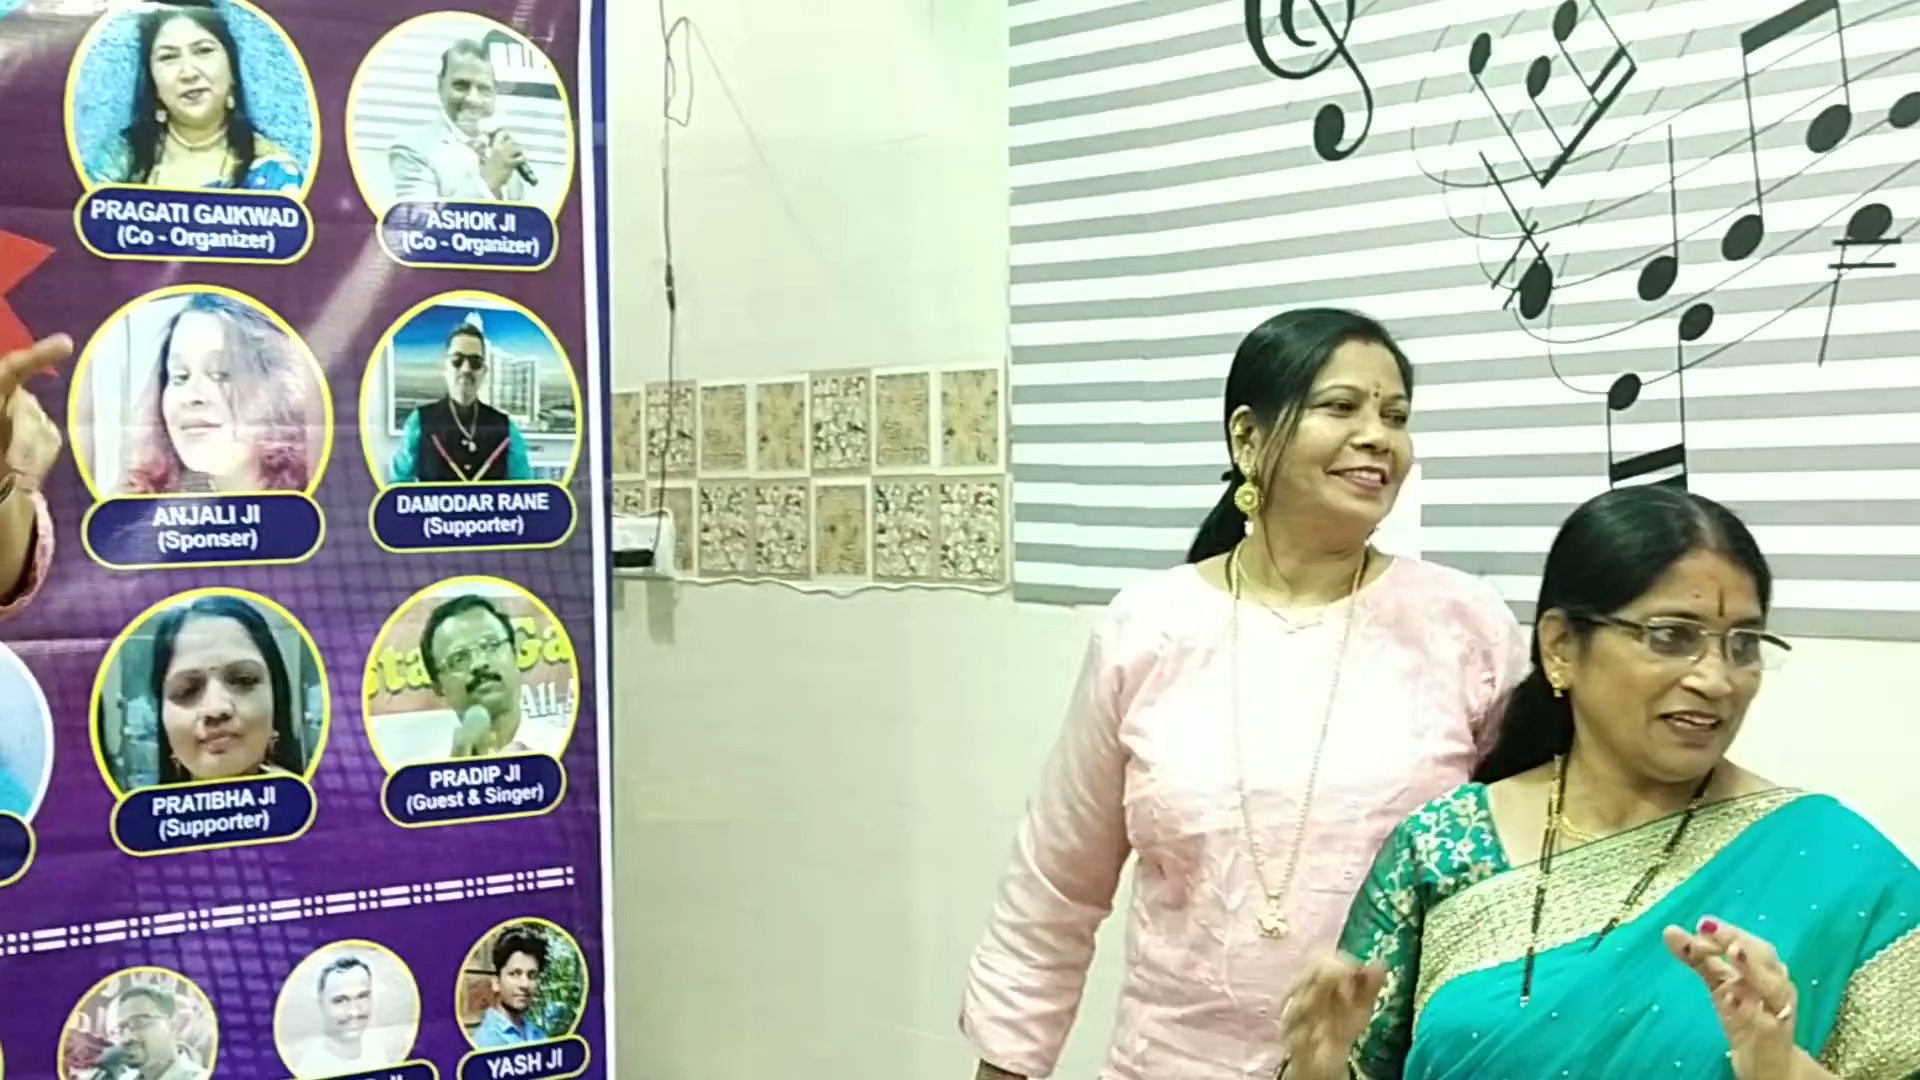 PRAGATI GAIKWAD
(Co - Organizer)
ASHOK JI
(Co - Organizer)
ANJALI JI
(Sponser)
DAMODAR RANE
(Supporter)
PRATIBHA JI
(Supporter)
PRADIP JI
(Guest & Singer)
YASH JI